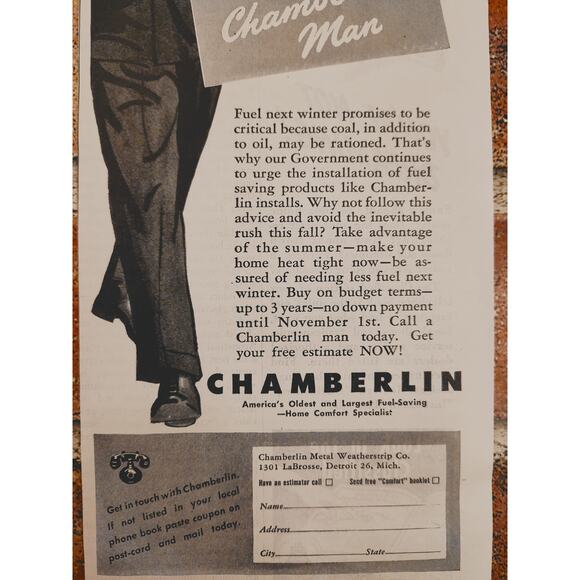 Man
Fuel next winter promises to be
critical because coal, in addition
to oil, may be rationed. That's
why our Government continues
to urge the installation of fuel
saving products like Chamber-
lin installs. Why not follow this
advice and avoid the inevitable
rush this fall? Take advantage
of the summer—make your
home heat tight now—be as-
sured of needing less fuel next
winter. Buy on budget terms—
up to 3 years—no down payment
until November 1st. Call a
Chamberlin man today. Get
your free estimate NOW!
CHAMBERLIN
America's Oldest and Largest Fuel-Saving
—Home Comfort Specialist
Get in touch with Chamberlin.
If not listed in your local
phone book paste coupon on
post-card and mail today.
Chamberlin Metal Weatherstrip Co.
1301 LaBrosse, Detroit 26, Mich.
Have an estimator call □ Send free "Comfort" booklet □
Name
Address
City State